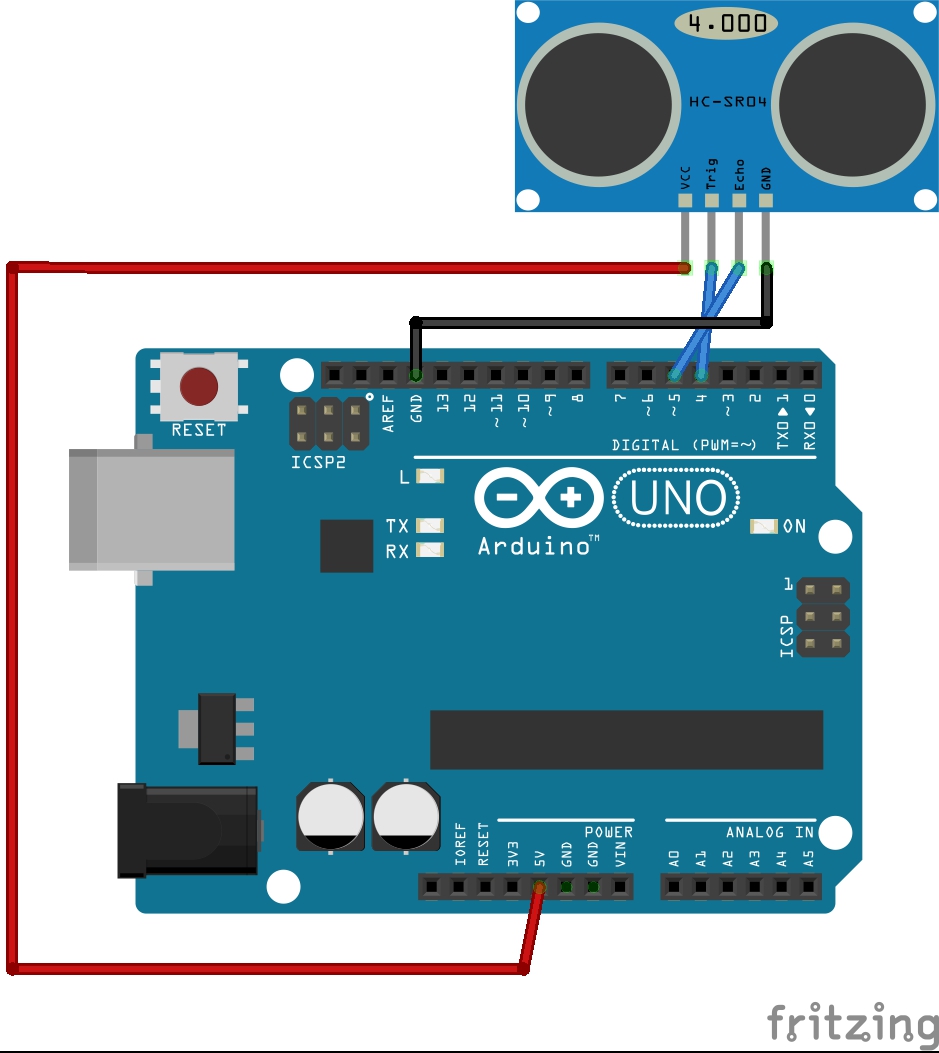 4.000
HC-SR04
VCC
Trig
Echo
GND
RESET
ICSP2
AREF
GND
13
12
~11
~10
~9
8
7
~6
~5
4
~3
2
TX0▶1
RX0◀0
DIGITAL (PWM=~)
L
TX
RX
UNO
Arduino™
ON
1
ICSP
IOREF
RESET
3V3
5V
GND
GND
VIN
POWER
ANALOG IN
A0
A1
A2
A3
A4
A5
fritzing